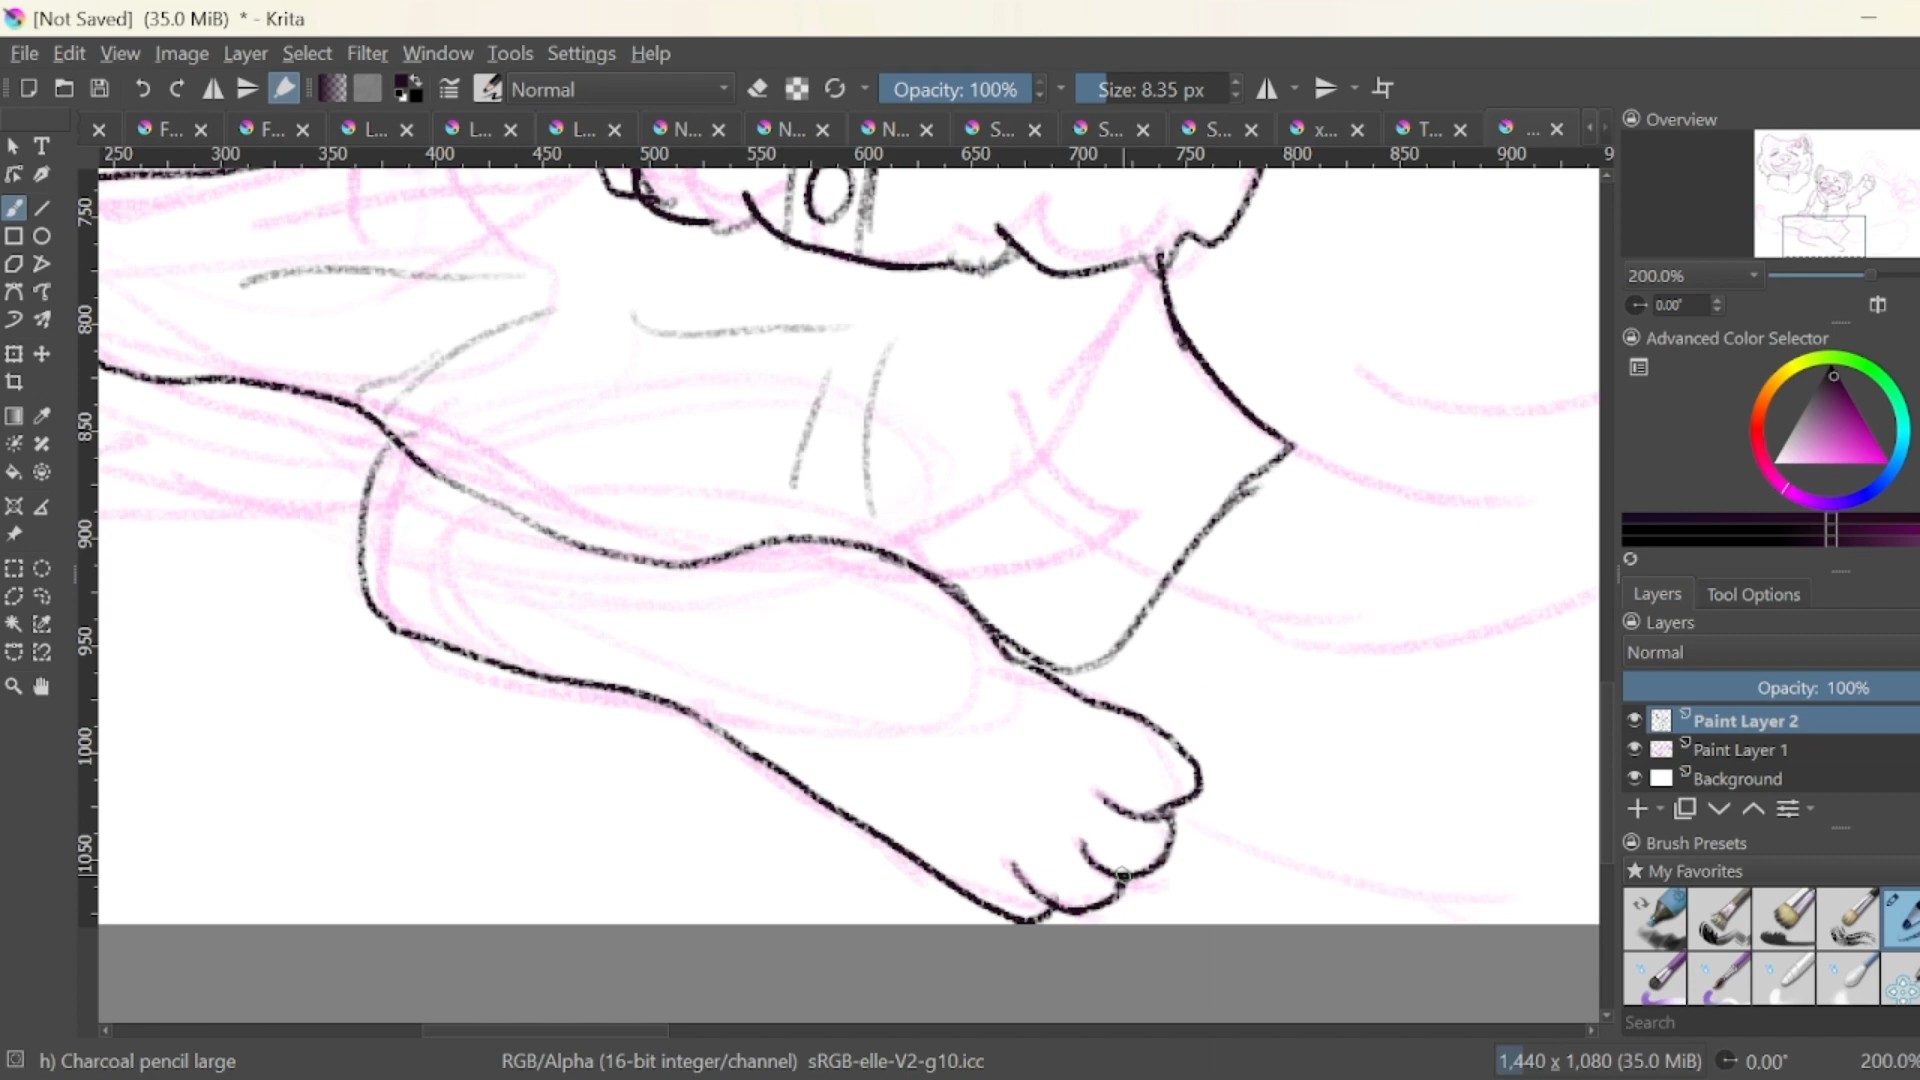 [Not Saved] (35.0 MiB) * - Krita
File Edit View Image Layer Select Filter Window Tools Settings Help
Normal Opacity: 100% Size: 8.35 px
F... F... L... L... L... N... N... N... S... S... S... x... T... ...
250 300 350 400 450 500 550 600 650 700 750 800 850 900 9
750
800
850
900
950
1000
1050
Overview
200.0%
0.00°
Advanced Color Selector
Layers Tool Options
Layers
Normal
Opacity: 100%
Paint Layer 2
Paint Layer 1
Background
Brush Presets
★ My Favorites
Search
h) Charcoal pencil large RGB/Alpha (16-bit integer/channel) sRGB-elle-V2-g10.icc 1,440 x 1,080 (35.0 MiB) 0.00° 200.0%